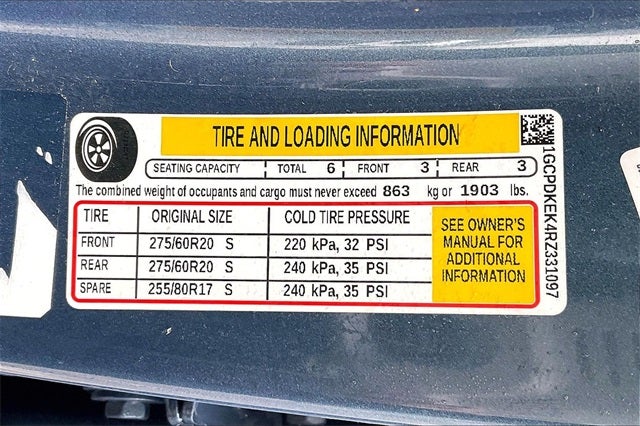 TIRE AND LOADING INFORMATION
SEATING CAPACITY TOTAL 6 FRONT 3 REAR 3
The combined weight of occupants and cargo must never exceed 863 kg or 1903 lbs.
TIRE ORIGINAL SIZE COLD TIRE PRESSURE
FRONT 275/60R20 S 220 kPa, 32 PSI
REAR 275/60R20 S 240 kPa, 35 PSI
SPARE 255/80R17 S 240 kPa, 35 PSI
SEE OWNER'S
MANUAL FOR
ADDITIONAL
INFORMATION
1GCPDKEK4RZ331097